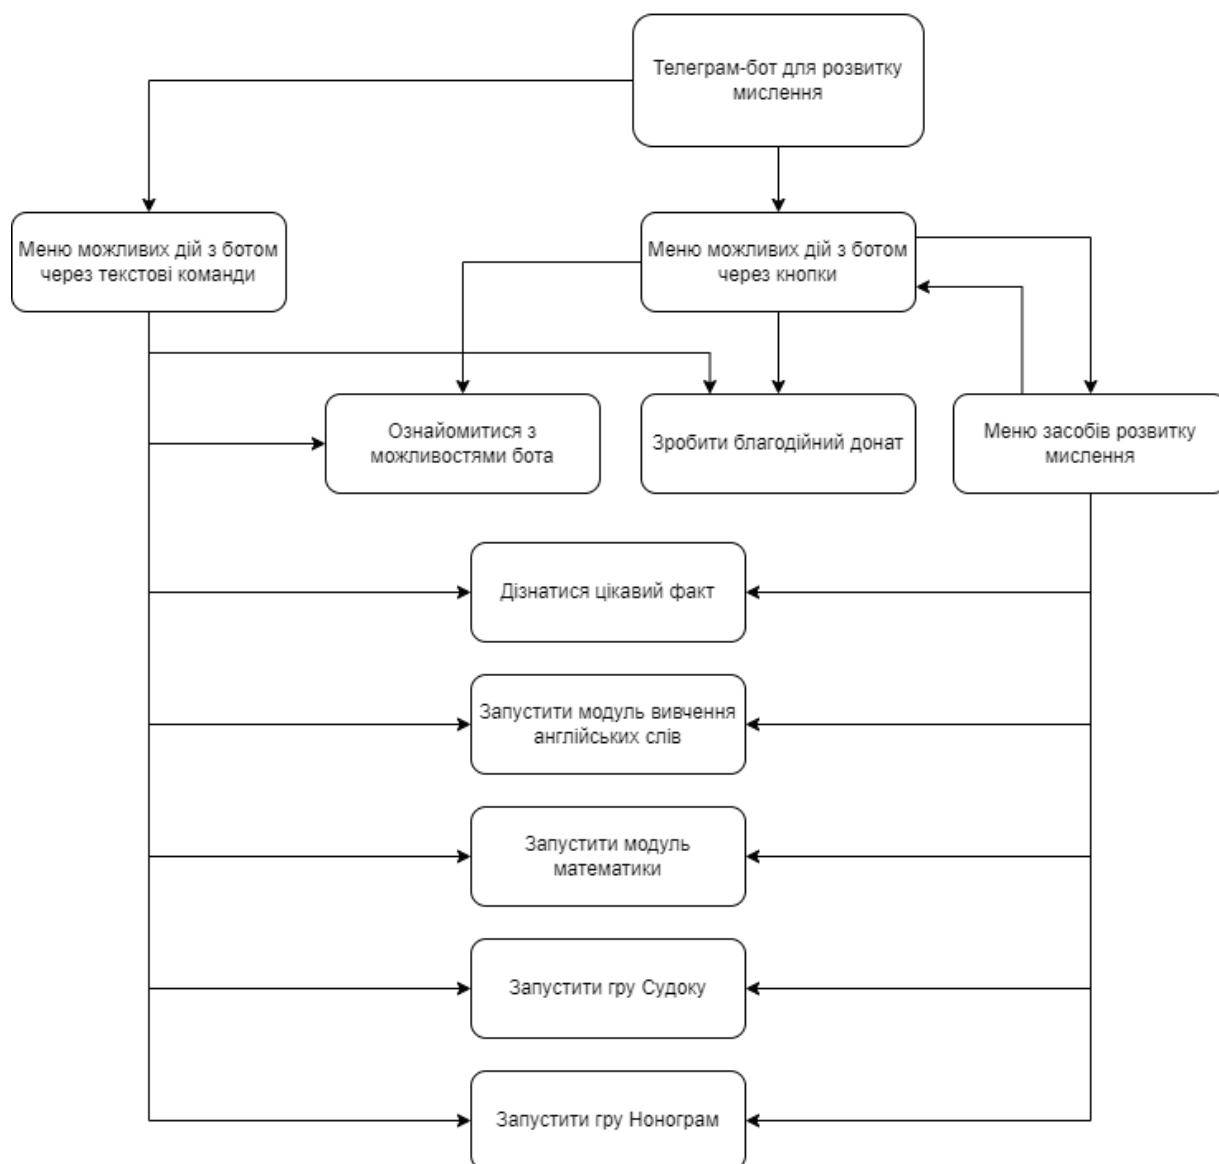 Телеграм-бот для розвитку
мислення
Меню можливих дій з ботом
через текстові команди
Меню можливих дій з ботом
через кнопки
Ознайомитися з
можливостями бота
Зробити благодійний донат
Меню засобів розвитку
мислення
Дізнатися цікавий факт
Запустити модуль вивчення
англійських слів
Запустити модуль
математики
Запустити гру Судоку
Запустити гру Нонограм